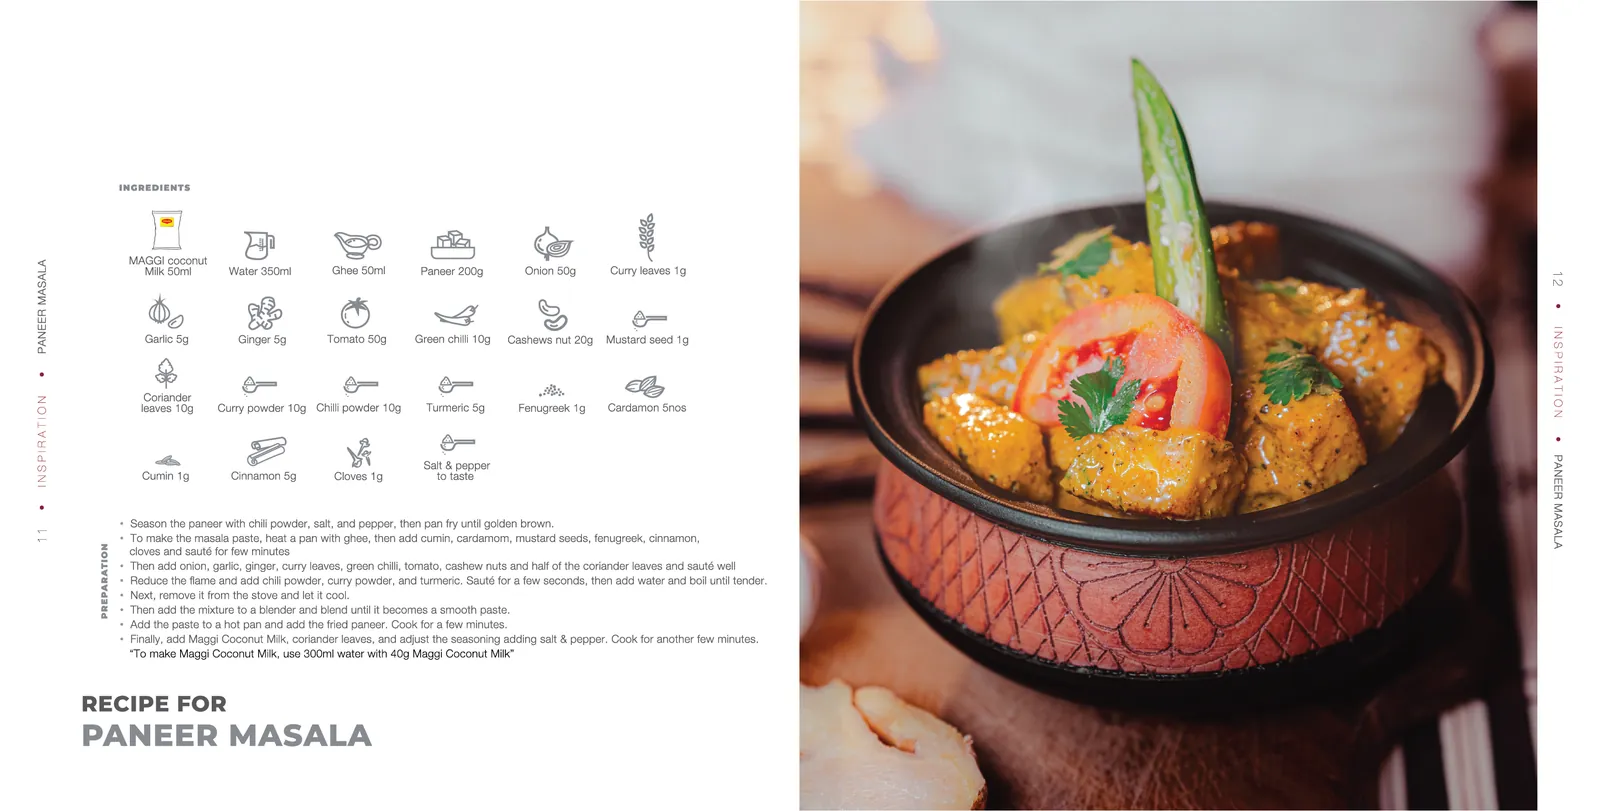 INGREDIENTS
MAGGI coconut
Milk 50ml
Water 350ml
Ghee 50ml
Paneer 200g
Onion 50g
Curry leaves 1g
Garlic 5g
Ginger 5g
Tomato 50g
Green chilli 10g
Cashews nut 20g
Mustard seed 1g
Coriander
leaves 10g
Curry powder 10g
Chilli powder 10g
Turmeric 5g
Fenugreek 1g
Cardamon 5nos
Cumin 1g
Cinnamon 5g
Cloves 1g
Salt & pepper
to taste
PREPARATION
• Season the paneer with chili powder, salt, and pepper, then pan fry until golden brown.
• To make the masala paste, heat a pan with ghee, then add cumin, cardamom, mustard seeds, fenugreek, cinnamon,
cloves and sauté for few minutes
• Then add onion, garlic, ginger, curry leaves, green chilli, tomato, cashew nuts and half of the coriander leaves and sauté well
• Reduce the flame and add chili powder, curry powder, and turmeric. Sauté for a few seconds, then add water and boil until tender.
• Next, remove it from the stove and let it cool.
• Then add the mixture to a blender and blend until it becomes a smooth paste.
• Add the paste to a hot pan and add the fried paneer. Cook for a few minutes.
• Finally, add Maggi Coconut Milk, coriander leaves, and adjust the seasoning adding salt & pepper. Cook for another few minutes.
“To make Maggi Coconut Milk, use 300ml water with 40g Maggi Coconut Milk”
RECIPE FOR
PANEER MASALA
11 • INSPIRATION • PANEER MASALA
12 • INSPIRATION • PANEER MASALA